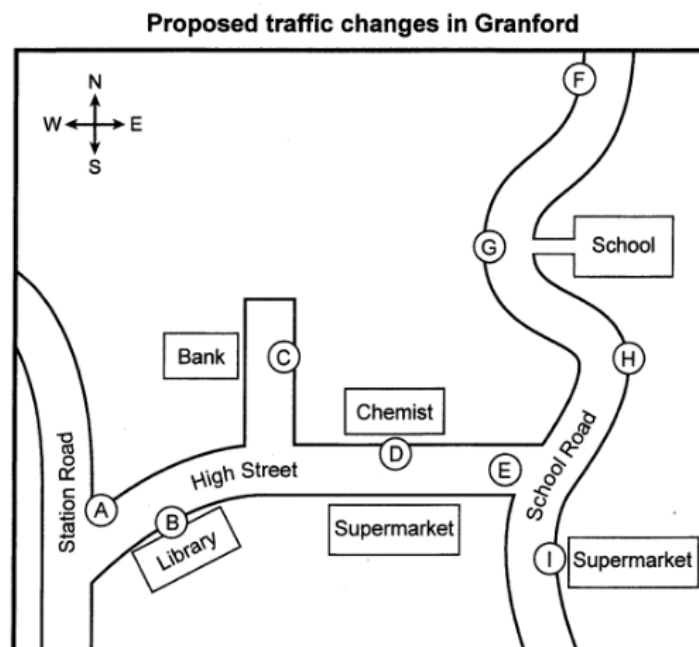 Proposed traffic changes in Granford
F
N
W E
S
G
School
Bank
C
H
Chemist
D
High Street
E
School Road
Station Road
A
B
Library
Supermarket
I
Supermarket